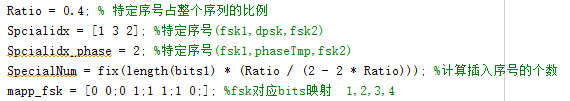 Ratio = 0.4; % 特定序号占整个序列的比例
Spcialidx = [1 3 2]; %特定序号(fsk1,dpsk,fsk2)
Spcialidx_phase = 2; %特定序号(fsk1,phaseTmp,fsk2)
SpecialNum = fix(length(bits1) * (Ratio / (2 - 2 * Ratio))); %计算插入序号的个数
mapp_fsk = [0 0;0 1;1 1;1 0;]; %fsk对应bits映射  1,2,3,4